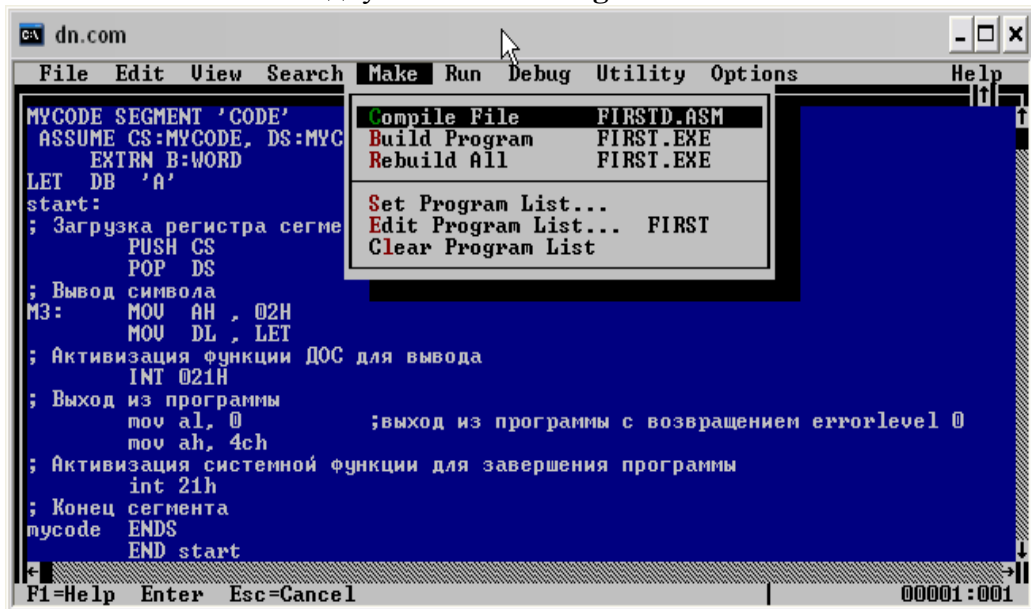 dn.com
File Edit View Search Make Run Debug Utility Options Help
MYCODE SEGMENT 'CODE'
ASSUME CS:MYCODE, DS:MYC
EXTRN B:WORD
LET DB 'A'
start:
; Загрузка регистра сегме
PUSH CS
POP DS
; Вывод символа
M3: MOV AH , 02H
MOV DL , LET
; Активизация функции ДОС для вывода
INT 021H
; Выход из программы
mov al, 0 ;выход из программы с возвращением errorlevel 0
mov ah, 4ch
; Активизация системной функции для завершения программы
int 21h
; Конец сегмента
mycode ENDS
END start
Compile File FIRSTD.ASM
Build Program FIRST.EXE
Rebuild All FIRST.EXE
Set Program List...
Edit Program List... FIRST
Clear Program List
F1=Help Enter Esc=Cancel 00001:001